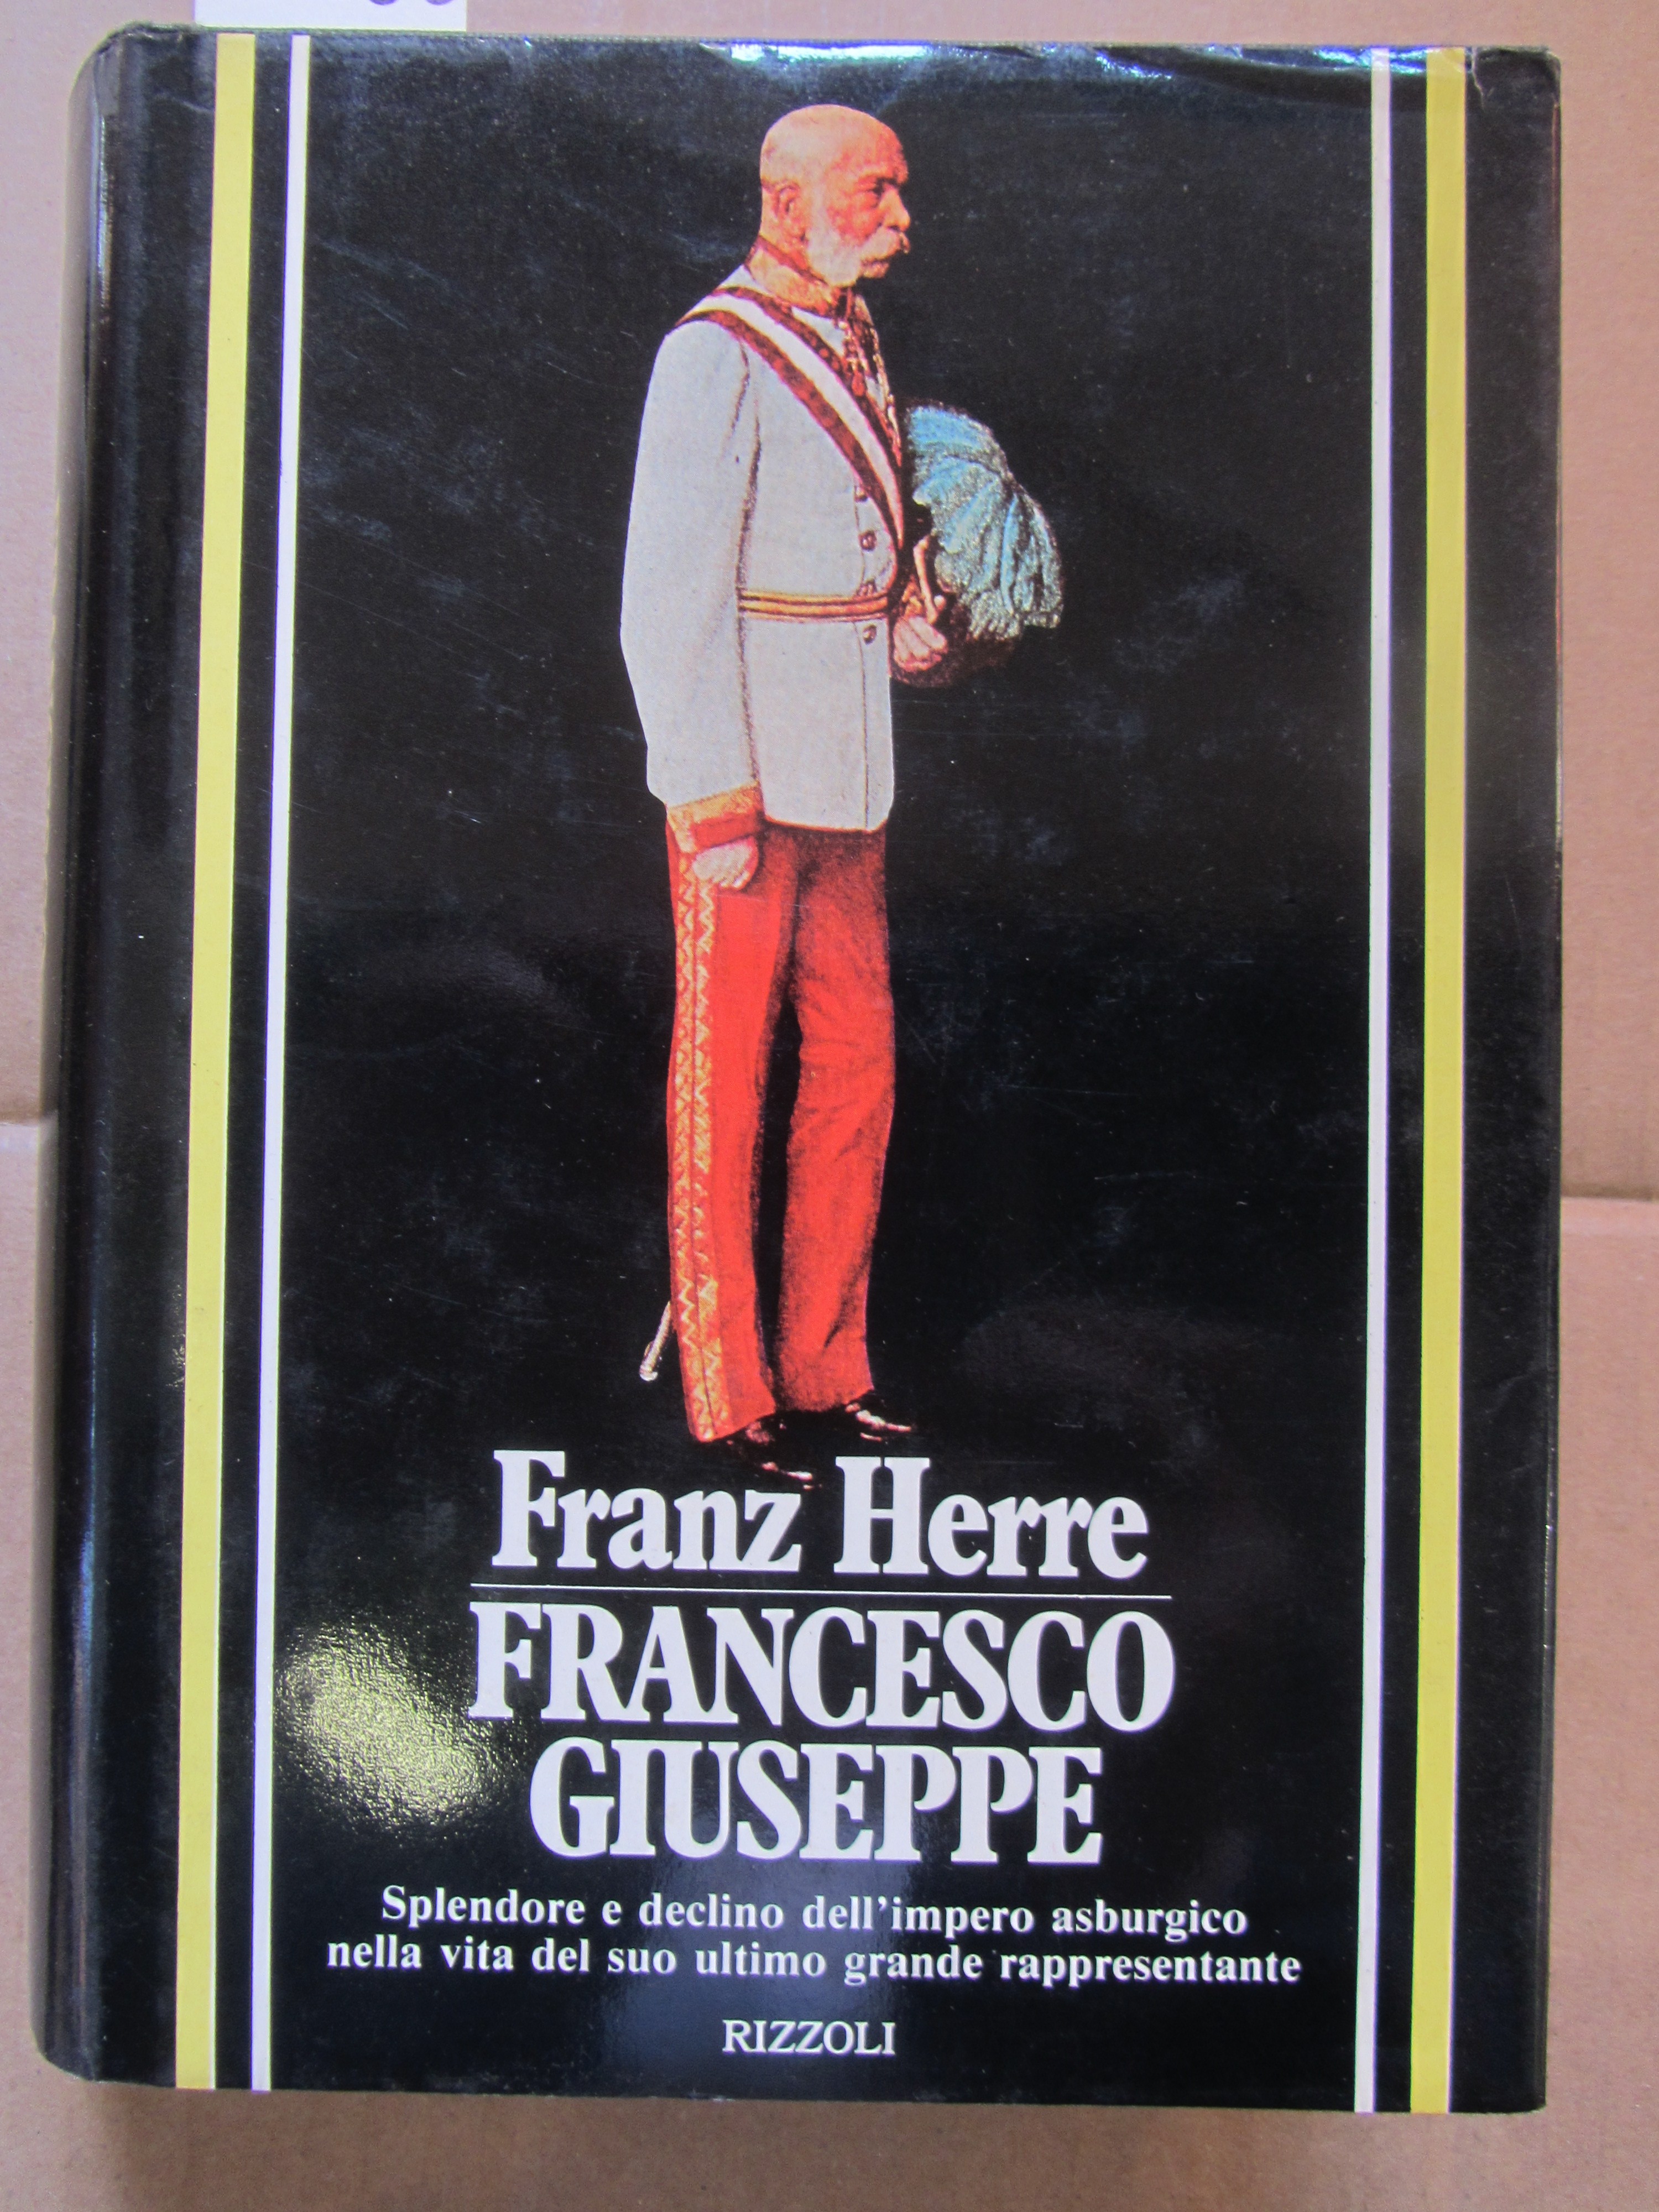 Franz Herre
FRANCESCO
GIUSEPPE
Splendore e declino dell'impero asburgico
nella vita del suo ultimo grande rappresentante
RIZZOLI